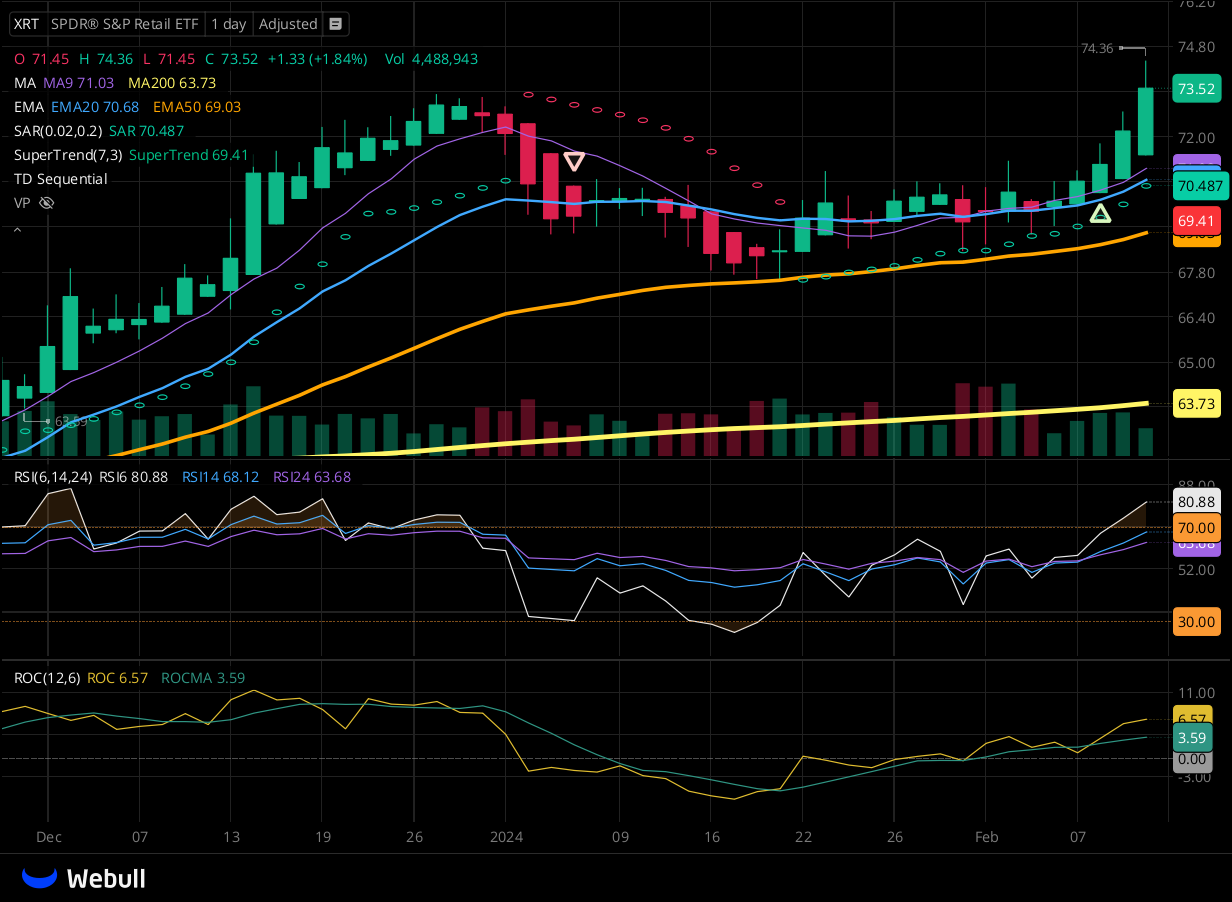 76.20
XRT SPDR® S&P Retail ETF 1 day Adjusted
74.36
74.80
O 71.45 H 74.36 L 71.45 C 73.52 +1.33 (+1.84%) Vol 4,488,943
MA MA9 71.03 MA200 63.73
73.52
EMA EMA20 70.68 EMA50 69.03
SAR(0.02,0.2) SAR 70.487
72.00
SuperTrend(7,3) SuperTrend 69.41
TD Sequential
70.487
VP
69.41
67.80
66.40
65.00
63.73
RSI(6,14,24) RSI6 80.88 RSI14 68.12 RSI24 63.68
88.00
80.88
70.00
63.68
52.00
30.00
ROC(12,6) ROC 6.57 ROCMA 3.59
11.00
6.57
3.59
0.00
-3.00
Dec 07 13 19 26 2024 09 16 22 26 Feb 07
Webull